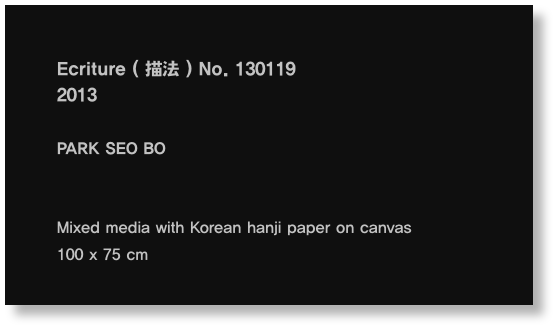 Ecriture ( 描法 ) No. 130119
2013
PARK SEO BO
Mixed media with Korean hanji paper on canvas
100 x 75 cm